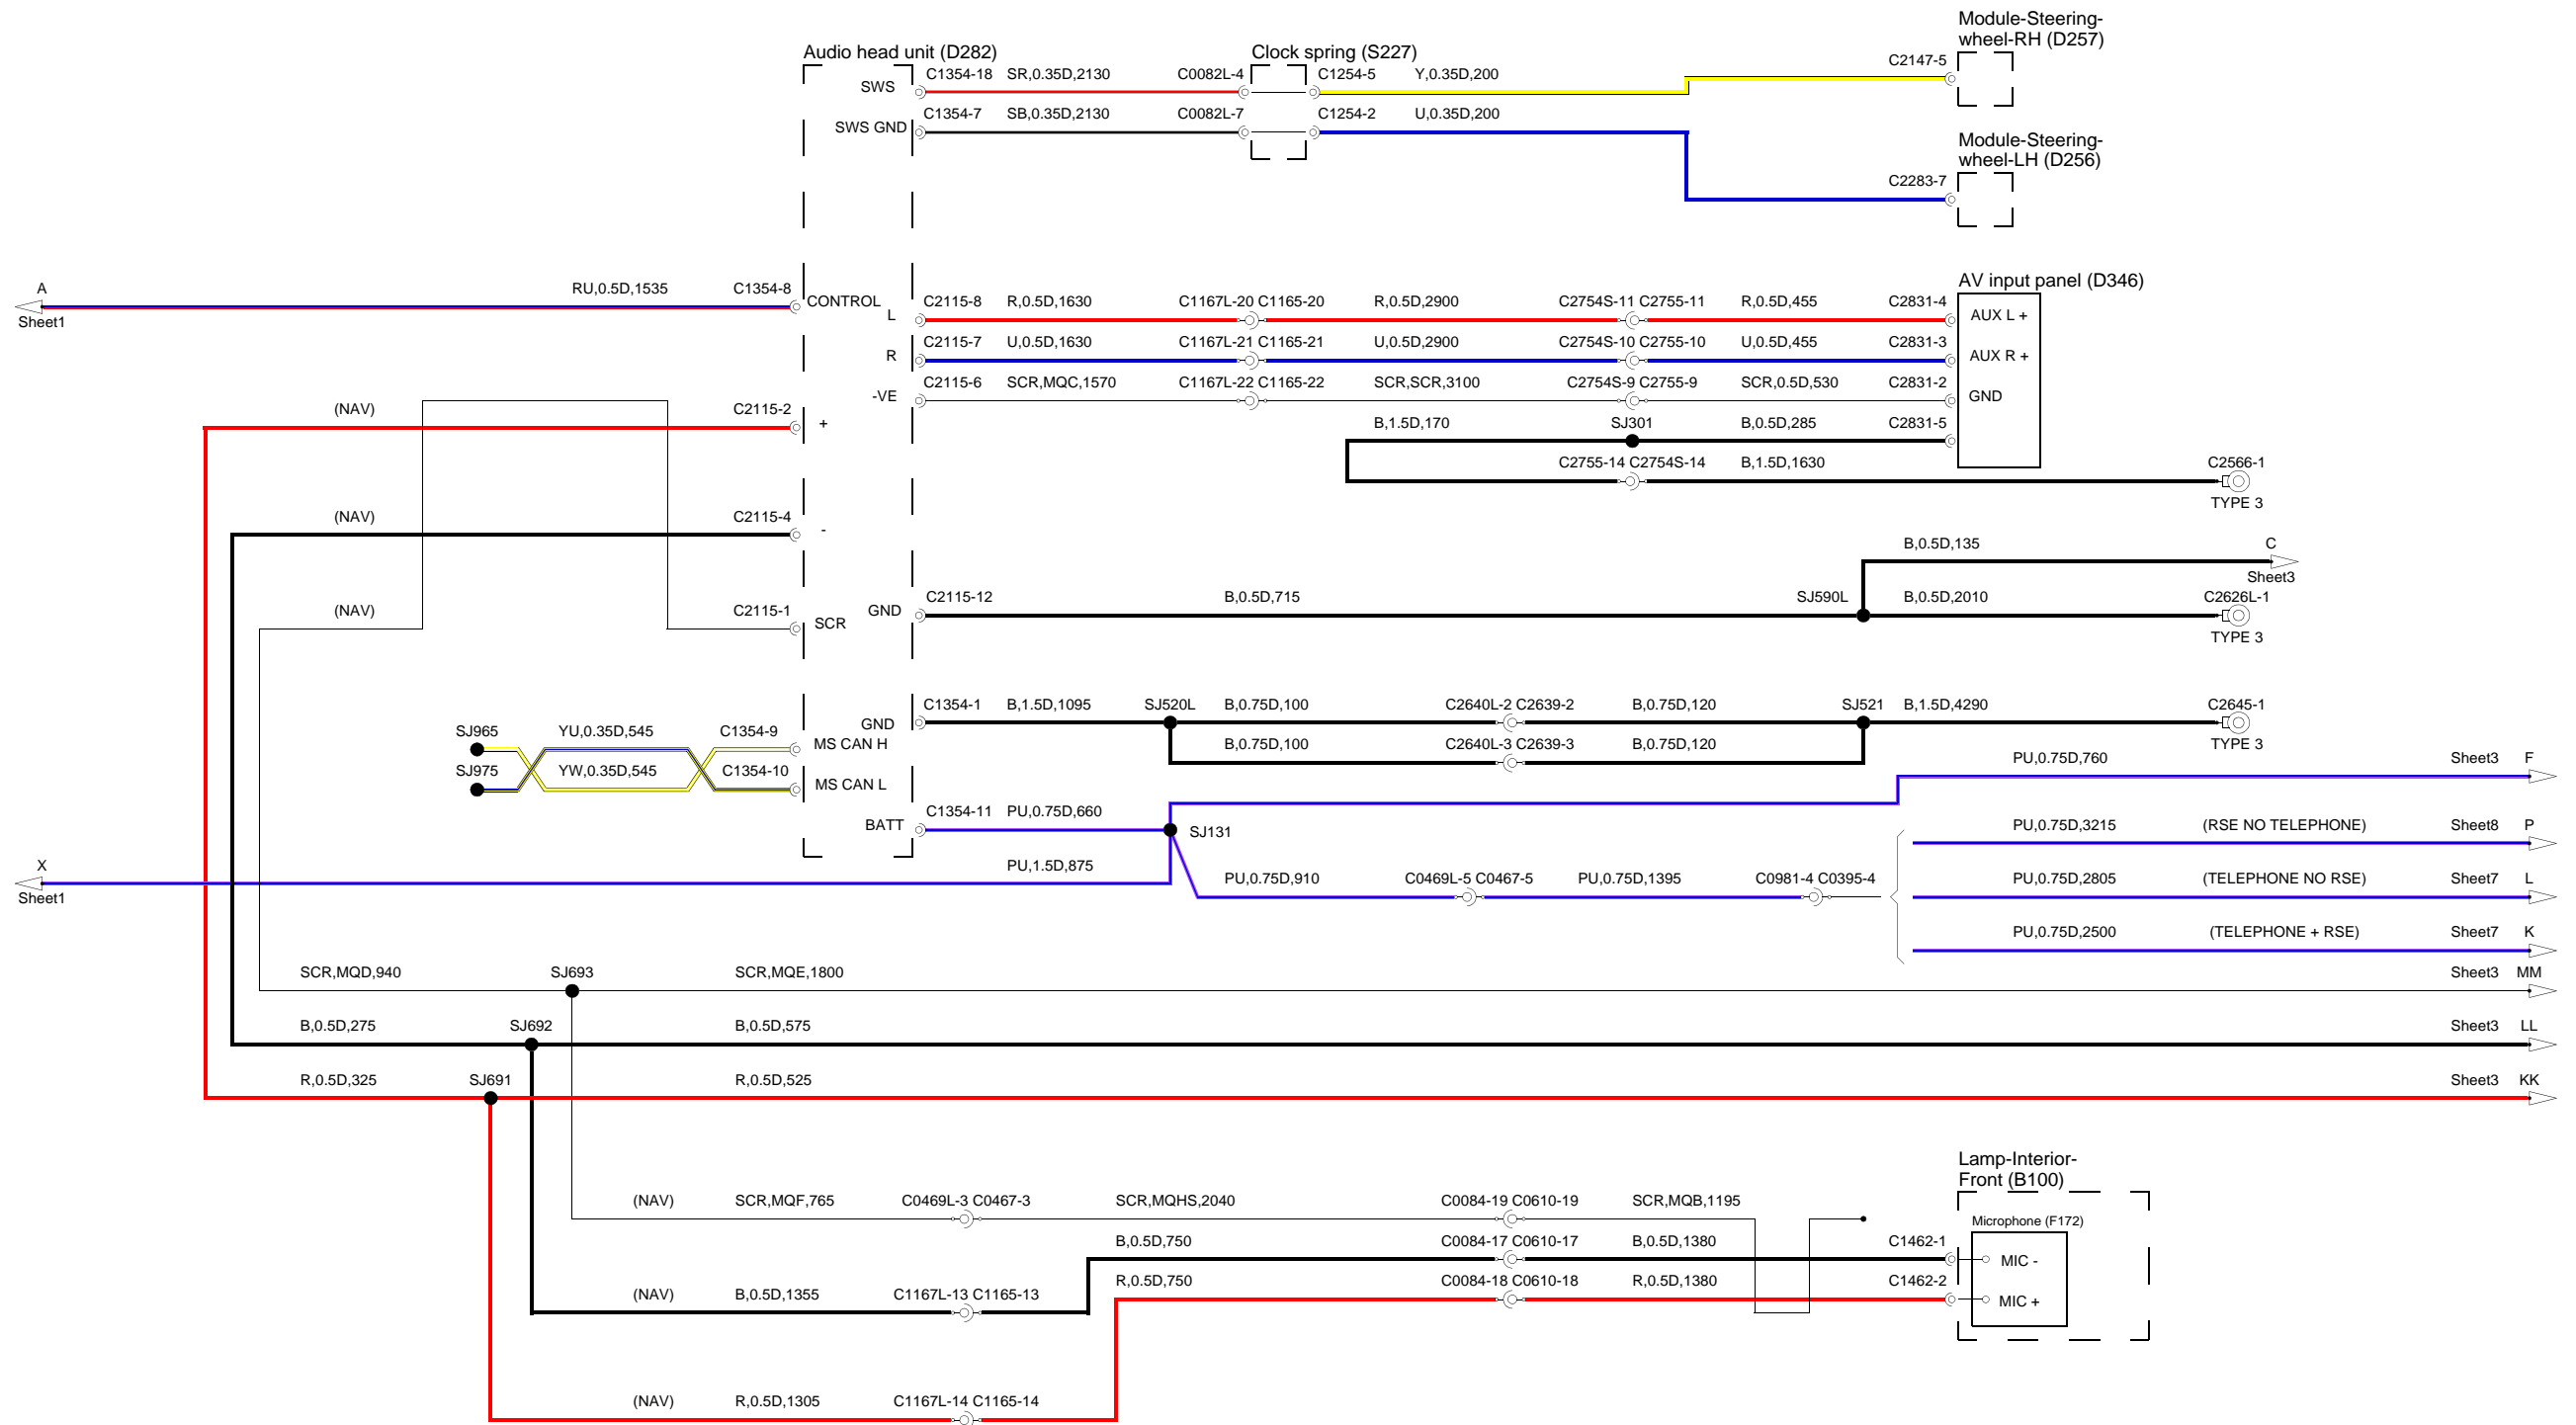 Module-Steering-
wheel-RH (D257)
Audio head unit (D282)
Clock spring (S227)
C2147-5
SWS
C1354-18 SR,0.35D,2130 C0082L-4 C1254-5 Y,0.35D,200
SWS GND
C1354-7 SB,0.35D,2130 C0082L-7 C1254-2 U,0.35D,200
Module-Steering-
wheel-LH (D256)
C2283-7
AV input panel (D346)
A
Sheet1
RU,0.5D,1535 C1354-8 CONTROL
L
C2115-8 R,0.5D,1630 C1167L-20 C1165-20 R,0.5D,2900 C2754S-11 C2755-11 R,0.5D,455 C2831-4 AUX L +
R
C2115-7 U,0.5D,1630 C1167L-21 C1165-21 U,0.5D,2900 C2754S-10 C2755-10 U,0.5D,455 C2831-3 AUX R +
-VE
C2115-6 SCR,MQC,1570 C1167L-22 C1165-22 SCR,SCR,3100 C2754S-9 C2755-9 SCR,0.5D,530 C2831-2 GND
(NAV) C2115-2 +
B,1.5D,170 SJ301 B,0.5D,285 C2831-5
C2755-14 C2754S-14 B,1.5D,1630 C2566-1
TYPE 3
(NAV) C2115-4 -
B,0.5D,135 C
Sheet3
(NAV) C2115-1 SCR
GND
C2115-12 B,0.5D,715 SJ590L B,0.5D,2010 C2626L-1
TYPE 3
GND
C1354-1 B,1.5D,1095 SJ520L B,0.75D,100 C2640L-2 C2639-2 B,0.75D,120 SJ521 B,1.5D,4290 C2645-1
TYPE 3
SJ965 YU,0.35D,545 C1354-9 MS CAN H
B,0.75D,100 C2640L-3 C2639-3 B,0.75D,120
SJ975 YW,0.35D,545 C1354-10 MS CAN L
PU,0.75D,760 Sheet3 F
BATT
C1354-11 PU,0.75D,660 SJ131
PU,0.75D,3215 (RSE NO TELEPHONE) Sheet8 P
X
Sheet1
PU,1.5D,875
PU,0.75D,910 C0469L-5 C0467-5 PU,0.75D,1395 C0981-4 C0395-4
PU,0.75D,2805 (TELEPHONE NO RSE) Sheet7 L
PU,0.75D,2500 (TELEPHONE + RSE) Sheet7 K
SCR,MQD,940 SJ693 SCR,MQE,1800 Sheet3 MM
B,0.5D,275 SJ692 B,0.5D,575 Sheet3 LL
R,0.5D,325 SJ691 R,0.5D,525 Sheet3 KK
Lamp-Interior-
Front (B100)
(NAV) SCR,MQF,765 C0469L-3 C0467-3 SCR,MQHS,2040 C0084-19 C0610-19 SCR,MQB,1195
Microphone (F172)
B,0.5D,750 C0084-17 C0610-17 B,0.5D,1380 C1462-1 MIC -
R,0.5D,750 C0084-18 C0610-18 R,0.5D,1380 C1462-2 MIC +
(NAV) B,0.5D,1355 C1167L-13 C1165-13
(NAV) R,0.5D,1305 C1167L-14 C1165-14